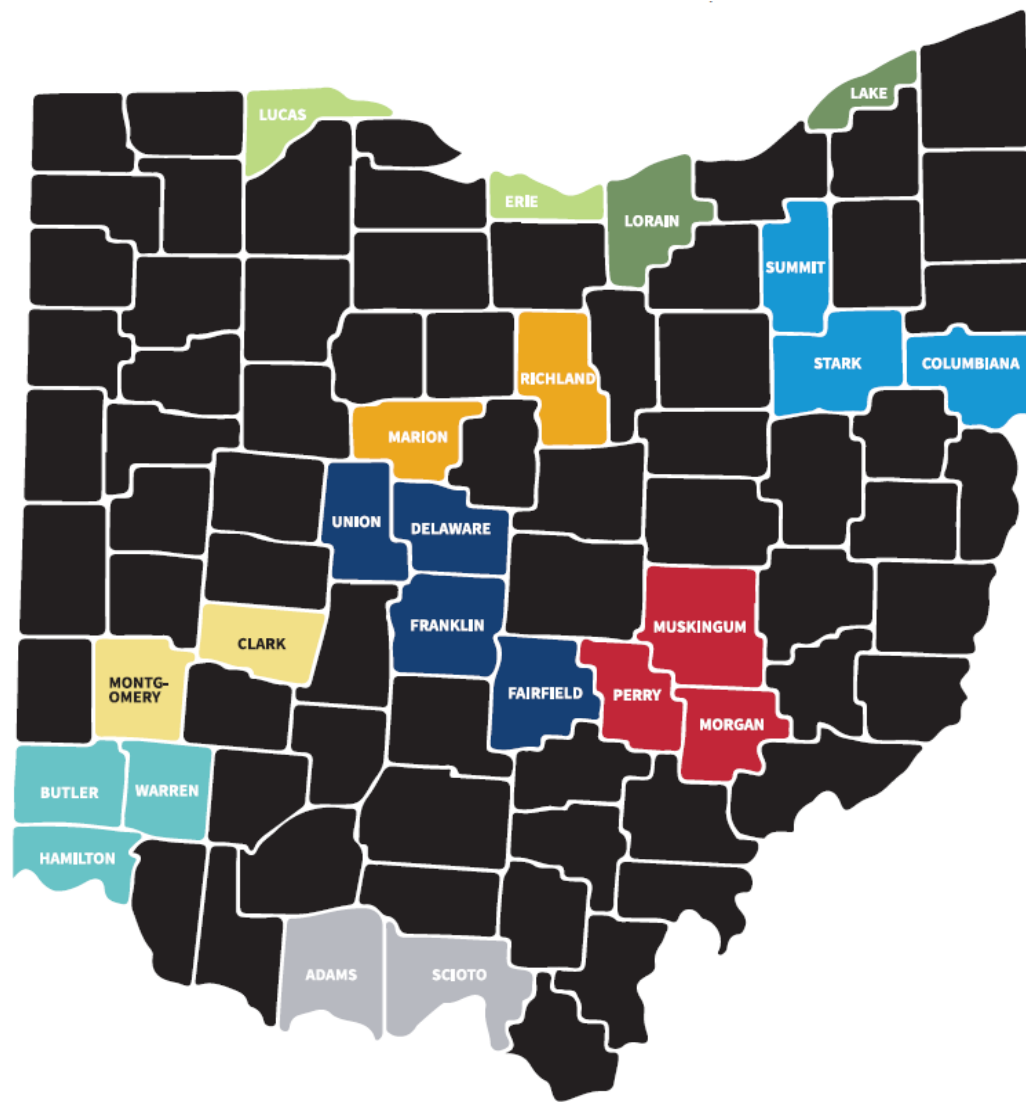 LAKE
LUCAS
ERIE
LORAIN
SUMMIT
STARK
COLUMBIANA
RICHLAND
MARION
UNION
DELAWARE
FRANKLIN
MUSKINGUM
CLARK
MONTG-
OMERY
FAIRFIELD
PERRY
MORGAN
BUTLER
WARREN
HAMILTON
ADAMS
SCIOTO